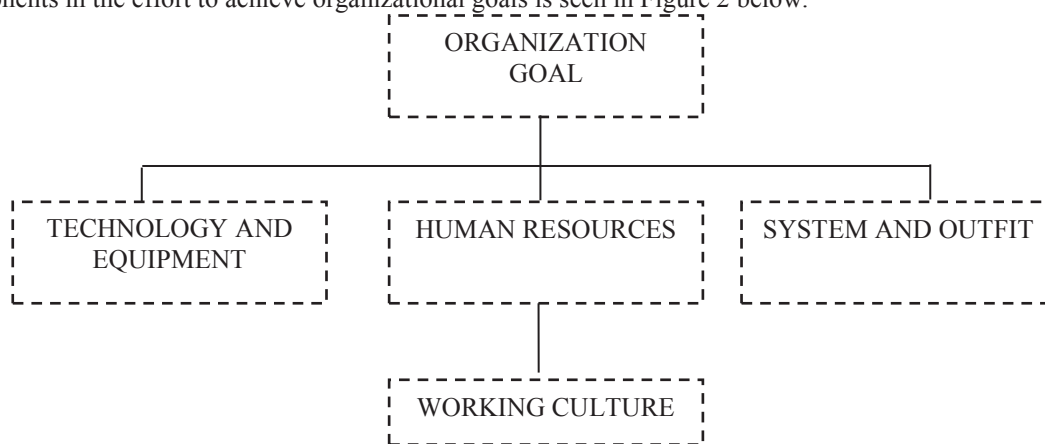 onents in the effort to achieve organizational goals is seen in Figure 2 below.
ORGANIZATION
GOAL
TECHNOLOGY AND
EQUIPMENT
HUMAN RESOURCES
SYSTEM AND OUTFIT
WORKING CULTURE